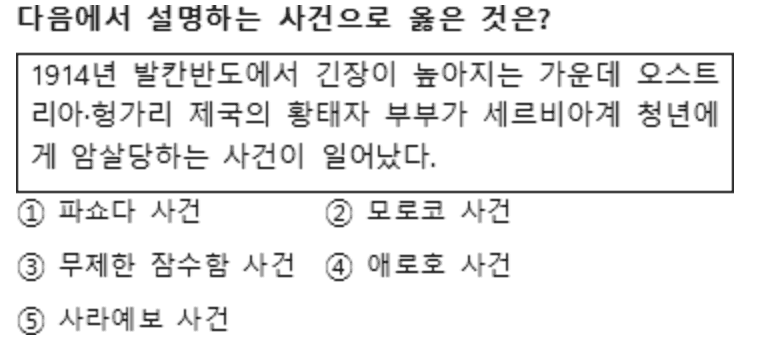 다음에서 설명하는 사건으로 옳은 것은?
1914년 발칸반도에서 긴장이 높아지는 가운데 오스트
리아·헝가리 제국의 황태자 부부가 세르비아계 청년에
게 암살당하는 사건이 일어났다.
① 파쇼다 사건 ② 모로코 사건
③ 무제한 잠수함 사건 ④ 애로호 사건
⑤ 사라예보 사건